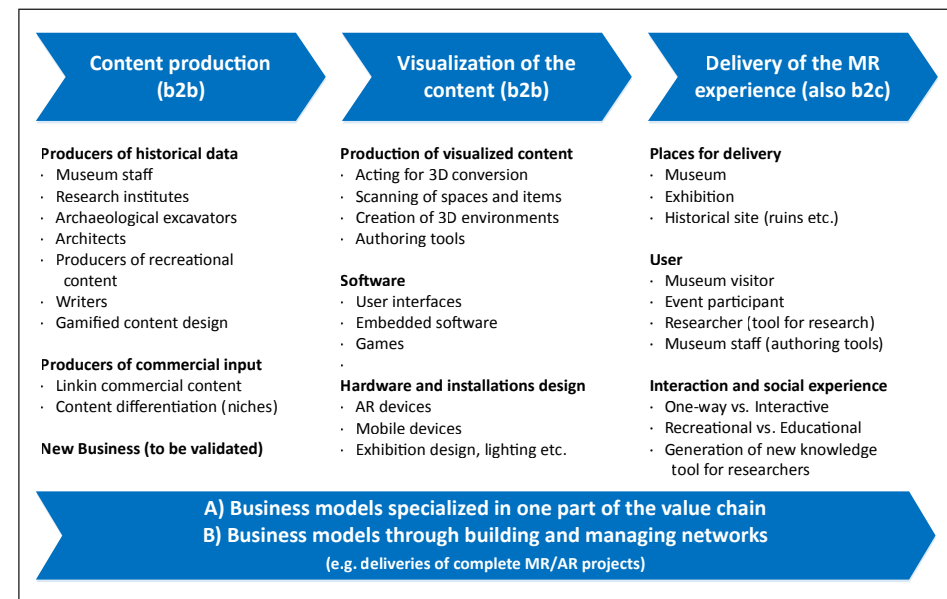 Content production
(b2b)
Visualization of the
content (b2b)
Delivery of the MR
experience (also b2c)
Producers of historical data
· Museum staff
· Research institutes
· Archaeological excavators
· Architects
· Producers of recreational
content
· Writers
· Gamified content design
Producers of commercial input
· Linkin commercial content
· Content differentiation (niches)
New Business (to be validated)
Production of visualized content
· Acting for 3D conversion
· Scanning of spaces and items
· Creation of 3D environments
· Authoring tools
Software
· User interfaces
· Embedded software
· Games
·
Hardware and installations design
· AR devices
· Mobile devices
· Exhibition design, lighting etc.
Places for delivery
· Museum
· Exhibition
· Historical site (ruins etc.)
User
· Museum visitor
· Event participant
· Researcher (tool for research)
· Museum staff (authoring tools)
Interaction and social experience
· One-way vs. Interactive
· Recreational vs. Educational
· Generation of new knowledge
tool for researchers
A) Business models specialized in one part of the value chain
B) Business models through building and managing networks
(e.g. deliveries of complete MR/AR projects)